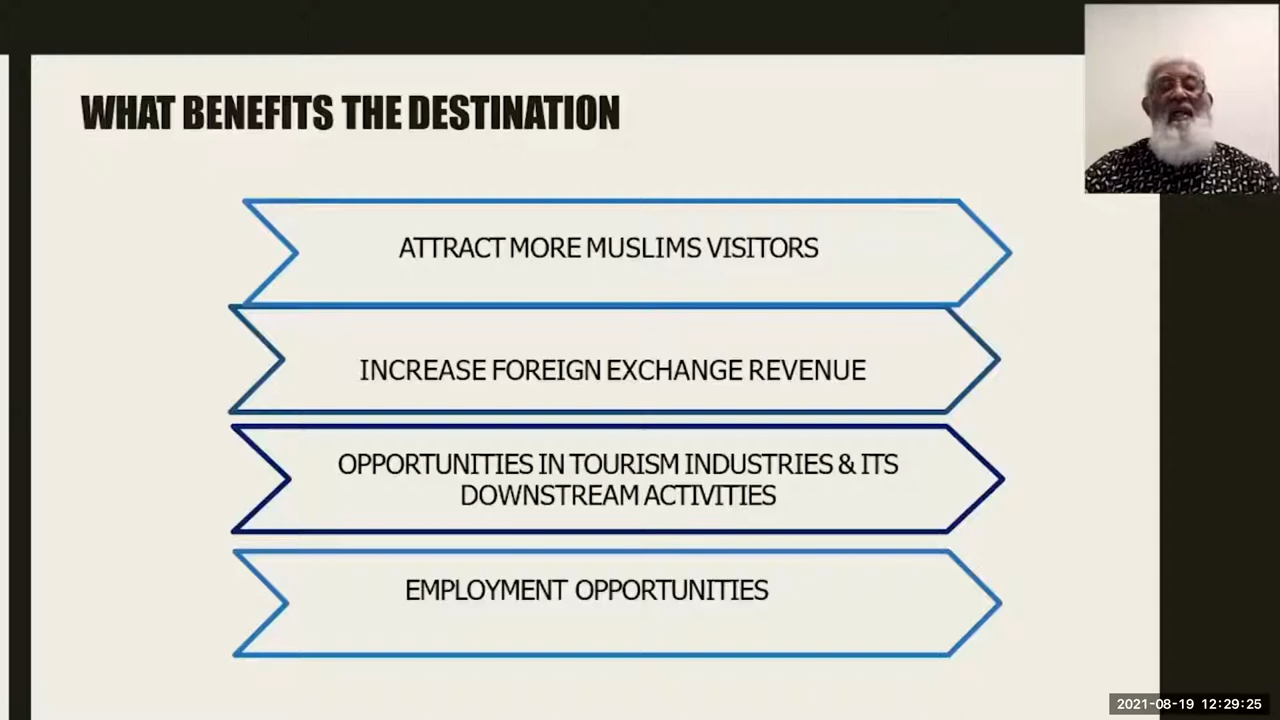 WHAT BENEFITS THE DESTINATION
ATTRACT MORE MUSLIMS VISITORS
INCREASE FOREIGN EXCHANGE REVENUE
OPPORTUNITIES IN TOURISM INDUSTRIES & ITS
DOWNSTREAM ACTIVITIES
EMPLOYMENT OPPORTUNITIES
2021-08-19 12:29:25